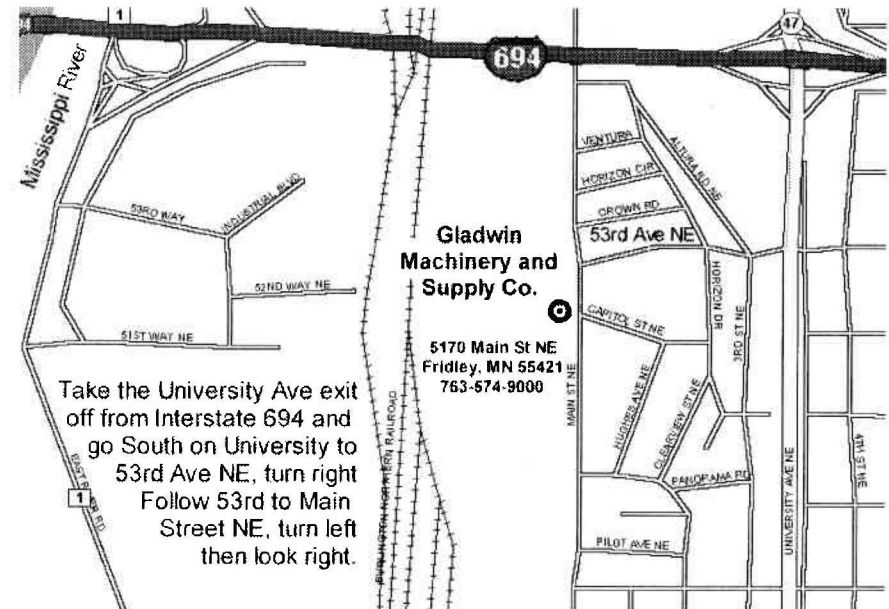 1
47
694
Mississippi River
VENTURA
ALTURA RD NE
HORIZON CIR
CROWN RD
53RD WAY
INDUSTRIAL BLVD
53rd Ave NE
Gladwin
Machinery and
Supply Co.
52ND WAY NE
HORIZON DR
3RD ST NE
CAPITOL ST NE
51ST WAY NE
5170 Main St NE
Fridley, MN 55421
763-574-9000
MAIN ST NE
HUGHES AVE NE
CLEARVIEW ST NE
Take the University Ave exit
off from Interstate 694 and
go South on University to
53rd Ave NE, turn right
Follow 53rd to Main
Street NE, turn left
then look right.
BURLINGTON NORTHERN RAILROAD
EAST RIVER RD
1
PANORAMA RD
UNIVERSITY AVE NE
4TH ST NE
PILOT AVE NE